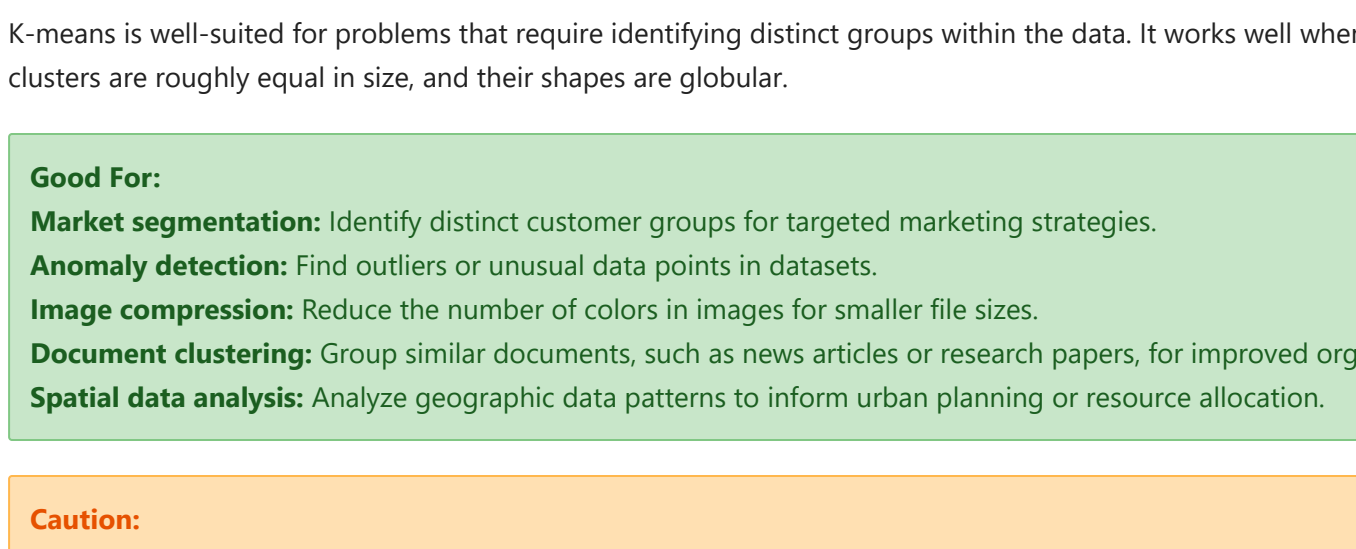 K-means is well-suited for problems that require identifying distinct groups within the data. It works well when
clusters are roughly equal in size, and their shapes are globular.
Good For:
Market segmentation: Identify distinct customer groups for targeted marketing strategies.
Anomaly detection: Find outliers or unusual data points in datasets.
Image compression: Reduce the number of colors in images for smaller file sizes.
Document clustering: Group similar documents, such as news articles or research papers, for improved org
Spatial data analysis: Analyze geographic data patterns to inform urban planning or resource allocation.
Caution: